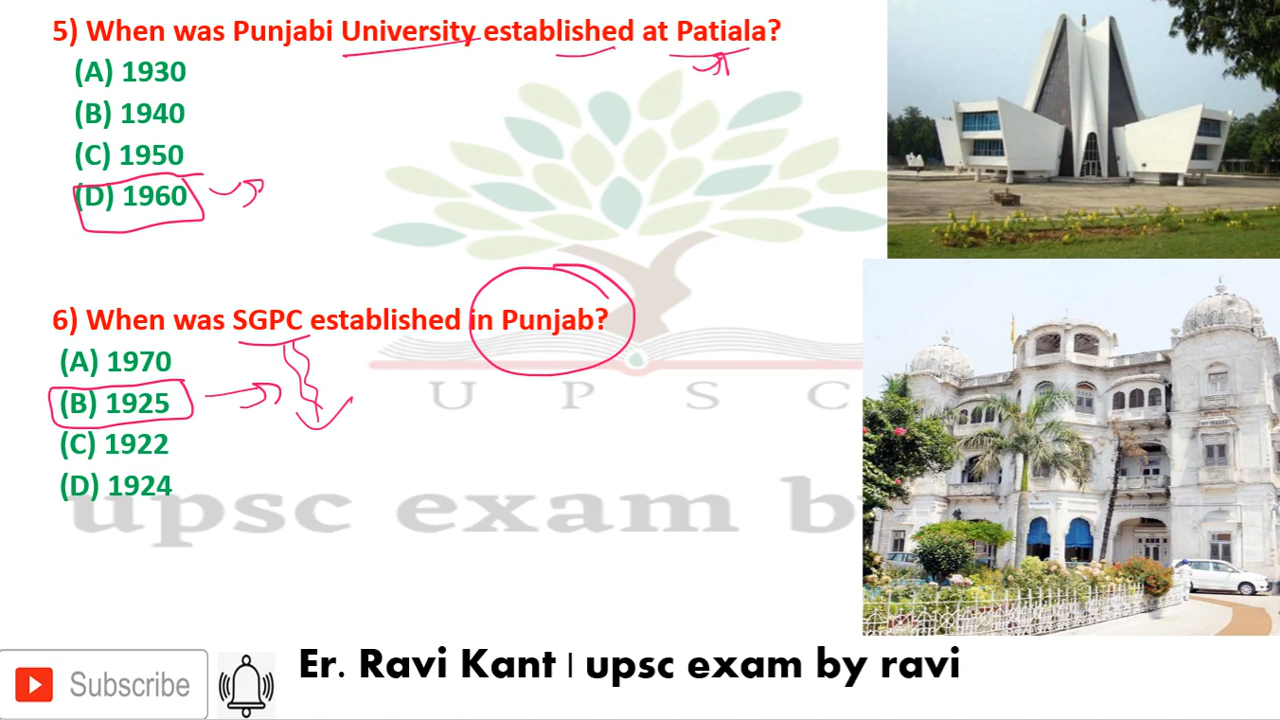 5) When was Punjabi University established at Patiala?
(A) 1930
(B) 1940
(C) 1950
(D) 1960
6) When was SGPC established in Punjab?
(A) 1970
(B) 1925
(C) 1922
(D) 1924
UPSC
upsc exam b
Subscribe
Er. Ravi Kant | upsc exam by ravi